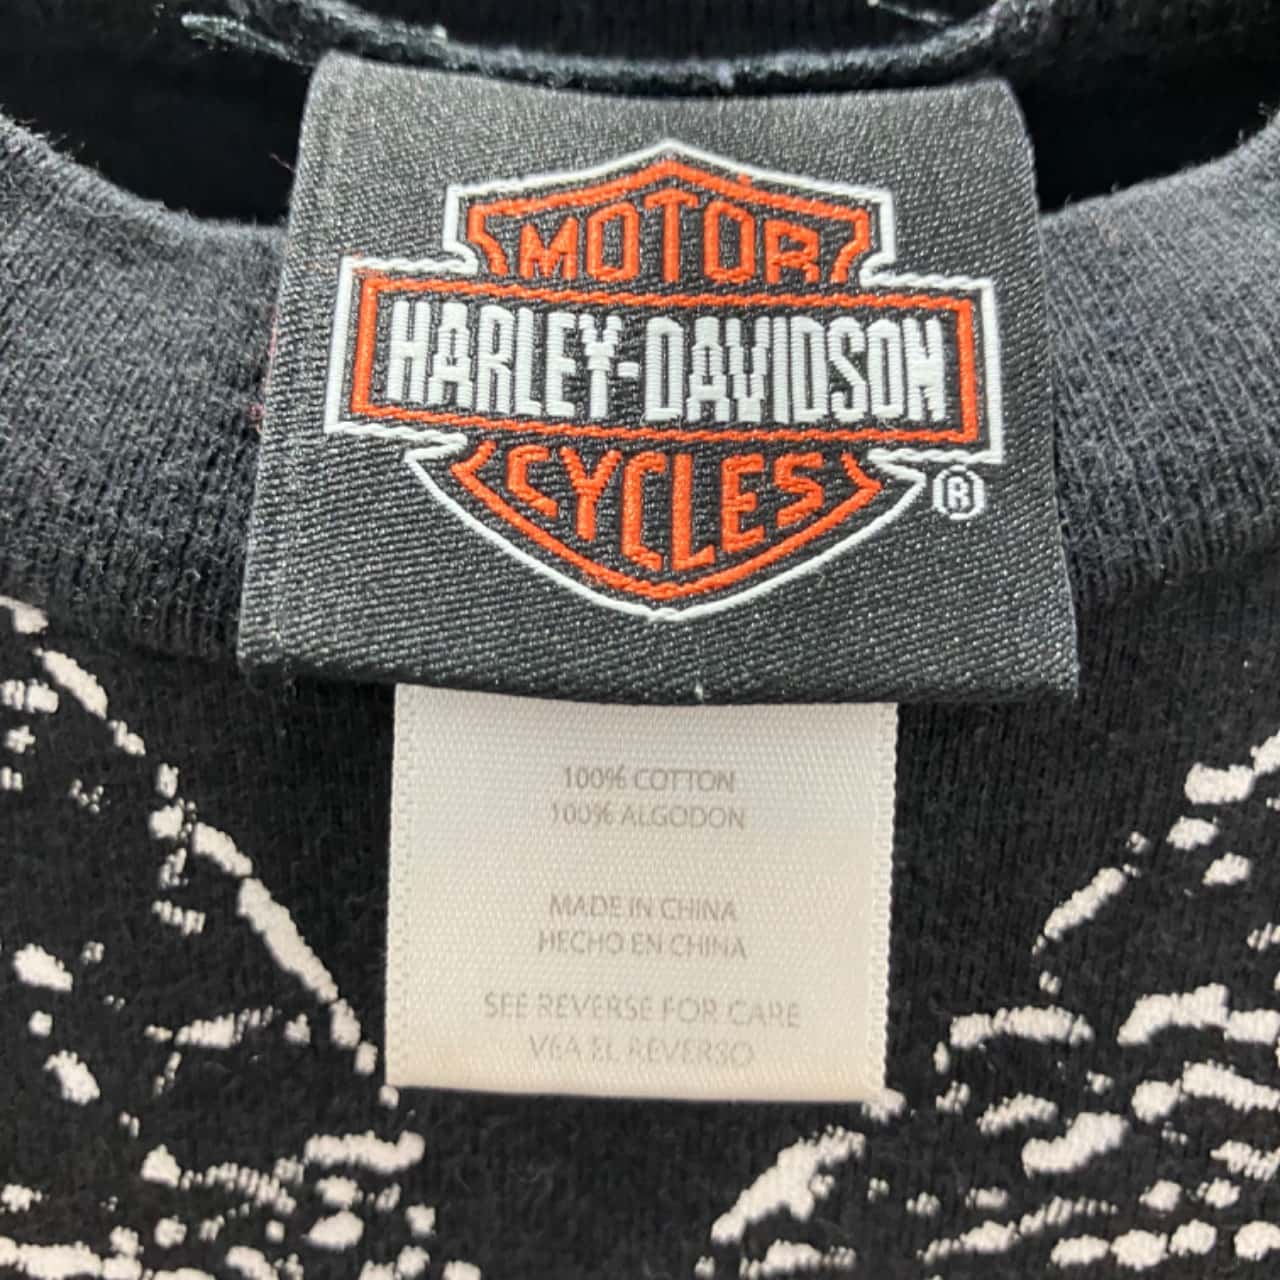 MOTOR
HARLEY-DAVIDSON
CYCLES
®
100% COTTON
100% ALGODON
MADE IN CHINA
HECHO EN CHINA
SEE REVERSE FOR CARE
VEA EL REVERSO